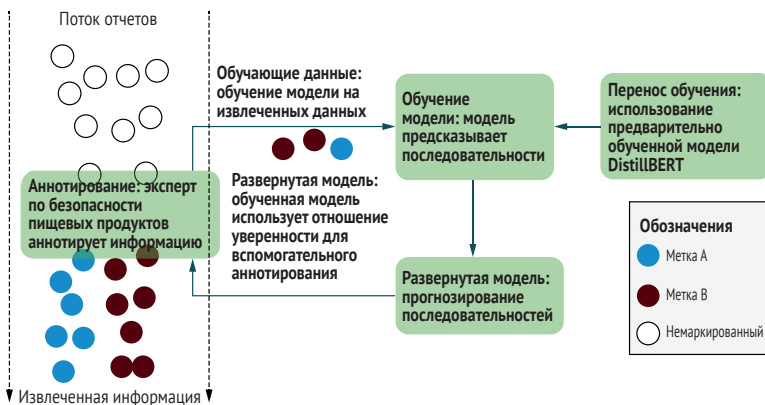 Поток отчетов
Обучающие данные:
обучение модели на
извлеченных данных
Обучение
модели: модель
предсказывает
последовательности
Перенос обучения:
использование
предварительно
обученной модели
DistillBERT
Аннотирование: эксперт
по безопасности
пищевых продуктов
аннотирует информацию
Развернутая модель:
обученная модель
использует отношение
уверенности для
вспомогательного
аннотирования
Развернутая модель:
прогнозирование
последовательностей
Обозначения
Метка A
Метка B
Немаркированный
Извлеченная информация